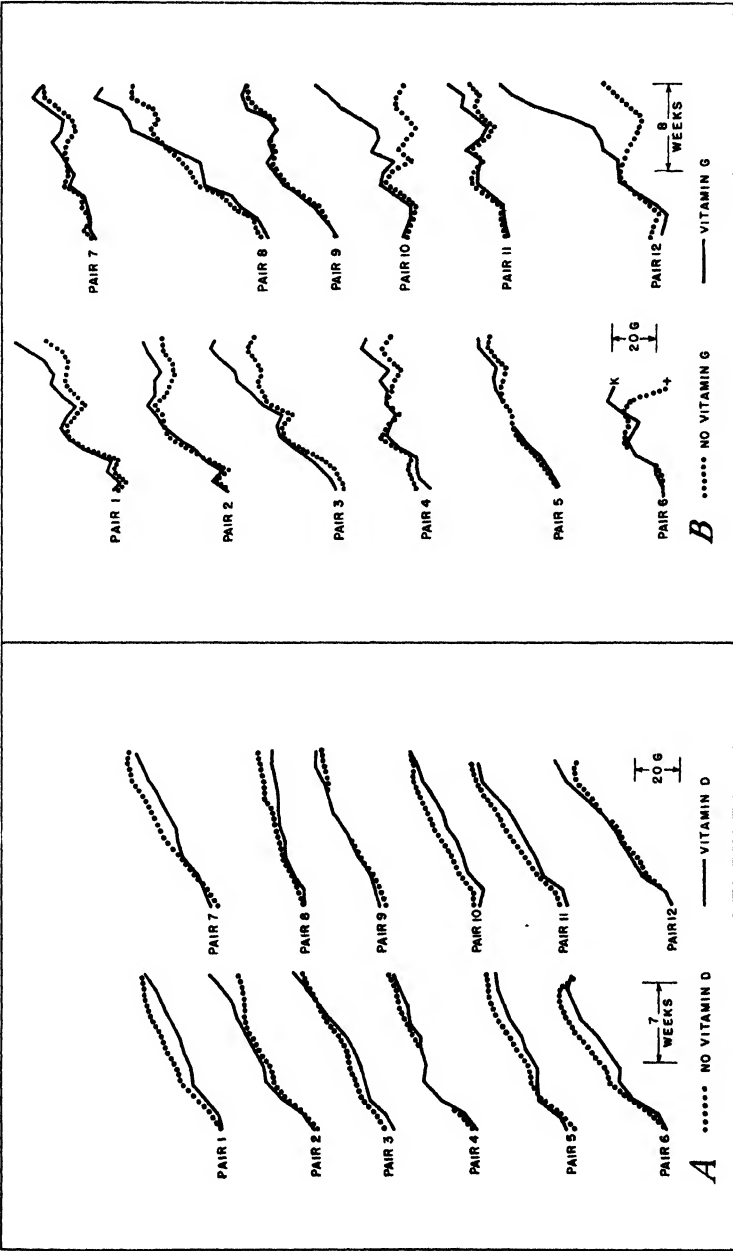 PAIR 1
PAIR 2
PAIR 3
PAIR 4
PAIR 5
PAIR 6
7
WEEKS
PAIR 7
PAIR 8
PAIR 9
PAIR 10
PAIR 11
PAIR 12
20 G
A
...... NO VITAMIN D
—— VITAMIN D
PAIR 1
PAIR 2
PAIR 3
PAIR 4
PAIR 5
PAIR 6
K
+
20 G
PAIR 7
PAIR 8
PAIR 9
PAIR 10
PAIR 11
PAIR 12
8
WEEKS
B
...... NO VITAMIN G
—— VITAMIN G